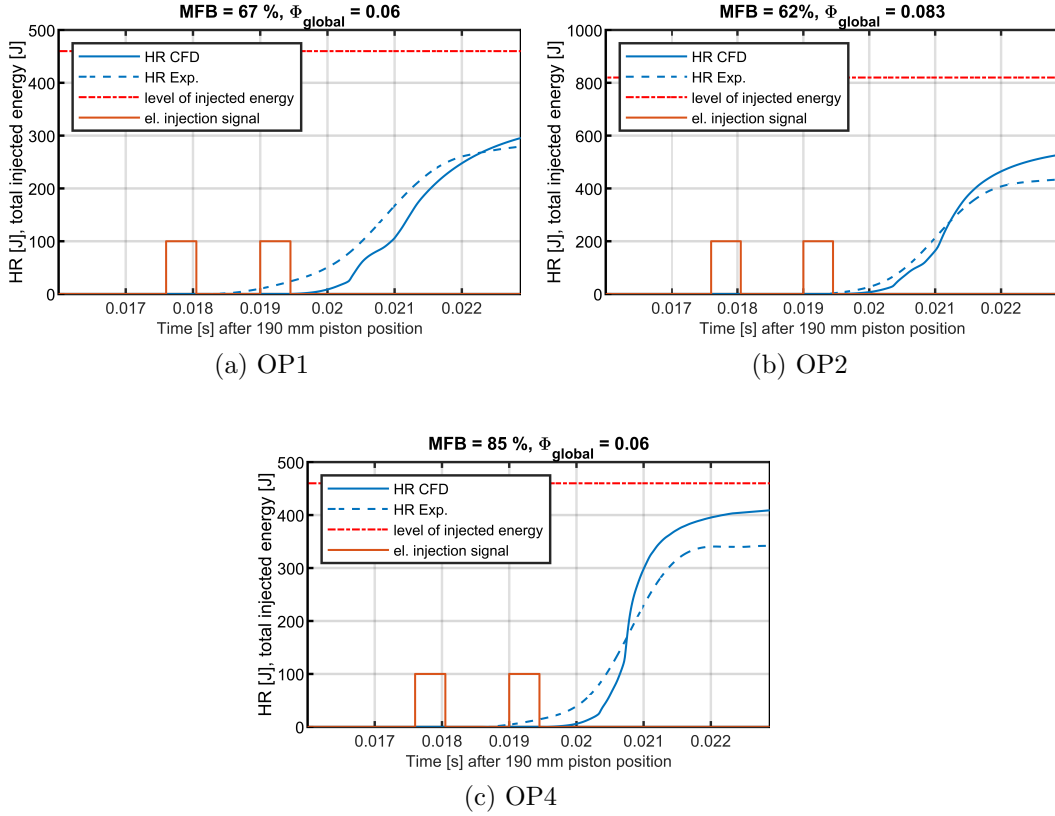 MFB = 67 %, Φglobal = 0.06
HR [J], total injected energy [J]
500
400
300
200
100
0
HR CFD
HR Exp.
level of injected energy
el. injection signal
0.017 0.018 0.019 0.02 0.021 0.022
Time [s] after 190 mm piston position
(a) OP1
MFB = 62%, Φglobal = 0.083
HR [J], total injected energy [J]
1000
800
600
400
200
0
HR CFD
HR Exp.
level of injected energy
el. injection signal
0.017 0.018 0.019 0.02 0.021 0.022
Time [s] after 190 mm piston position
(b) OP2
MFB = 85 %, Φglobal = 0.06
HR [J], total injected energy [J]
500
400
300
200
100
0
HR CFD
HR Exp.
level of injected energy
el. injection signal
0.017 0.018 0.019 0.02 0.021 0.022
Time [s] after 190 mm piston position
(c) OP4